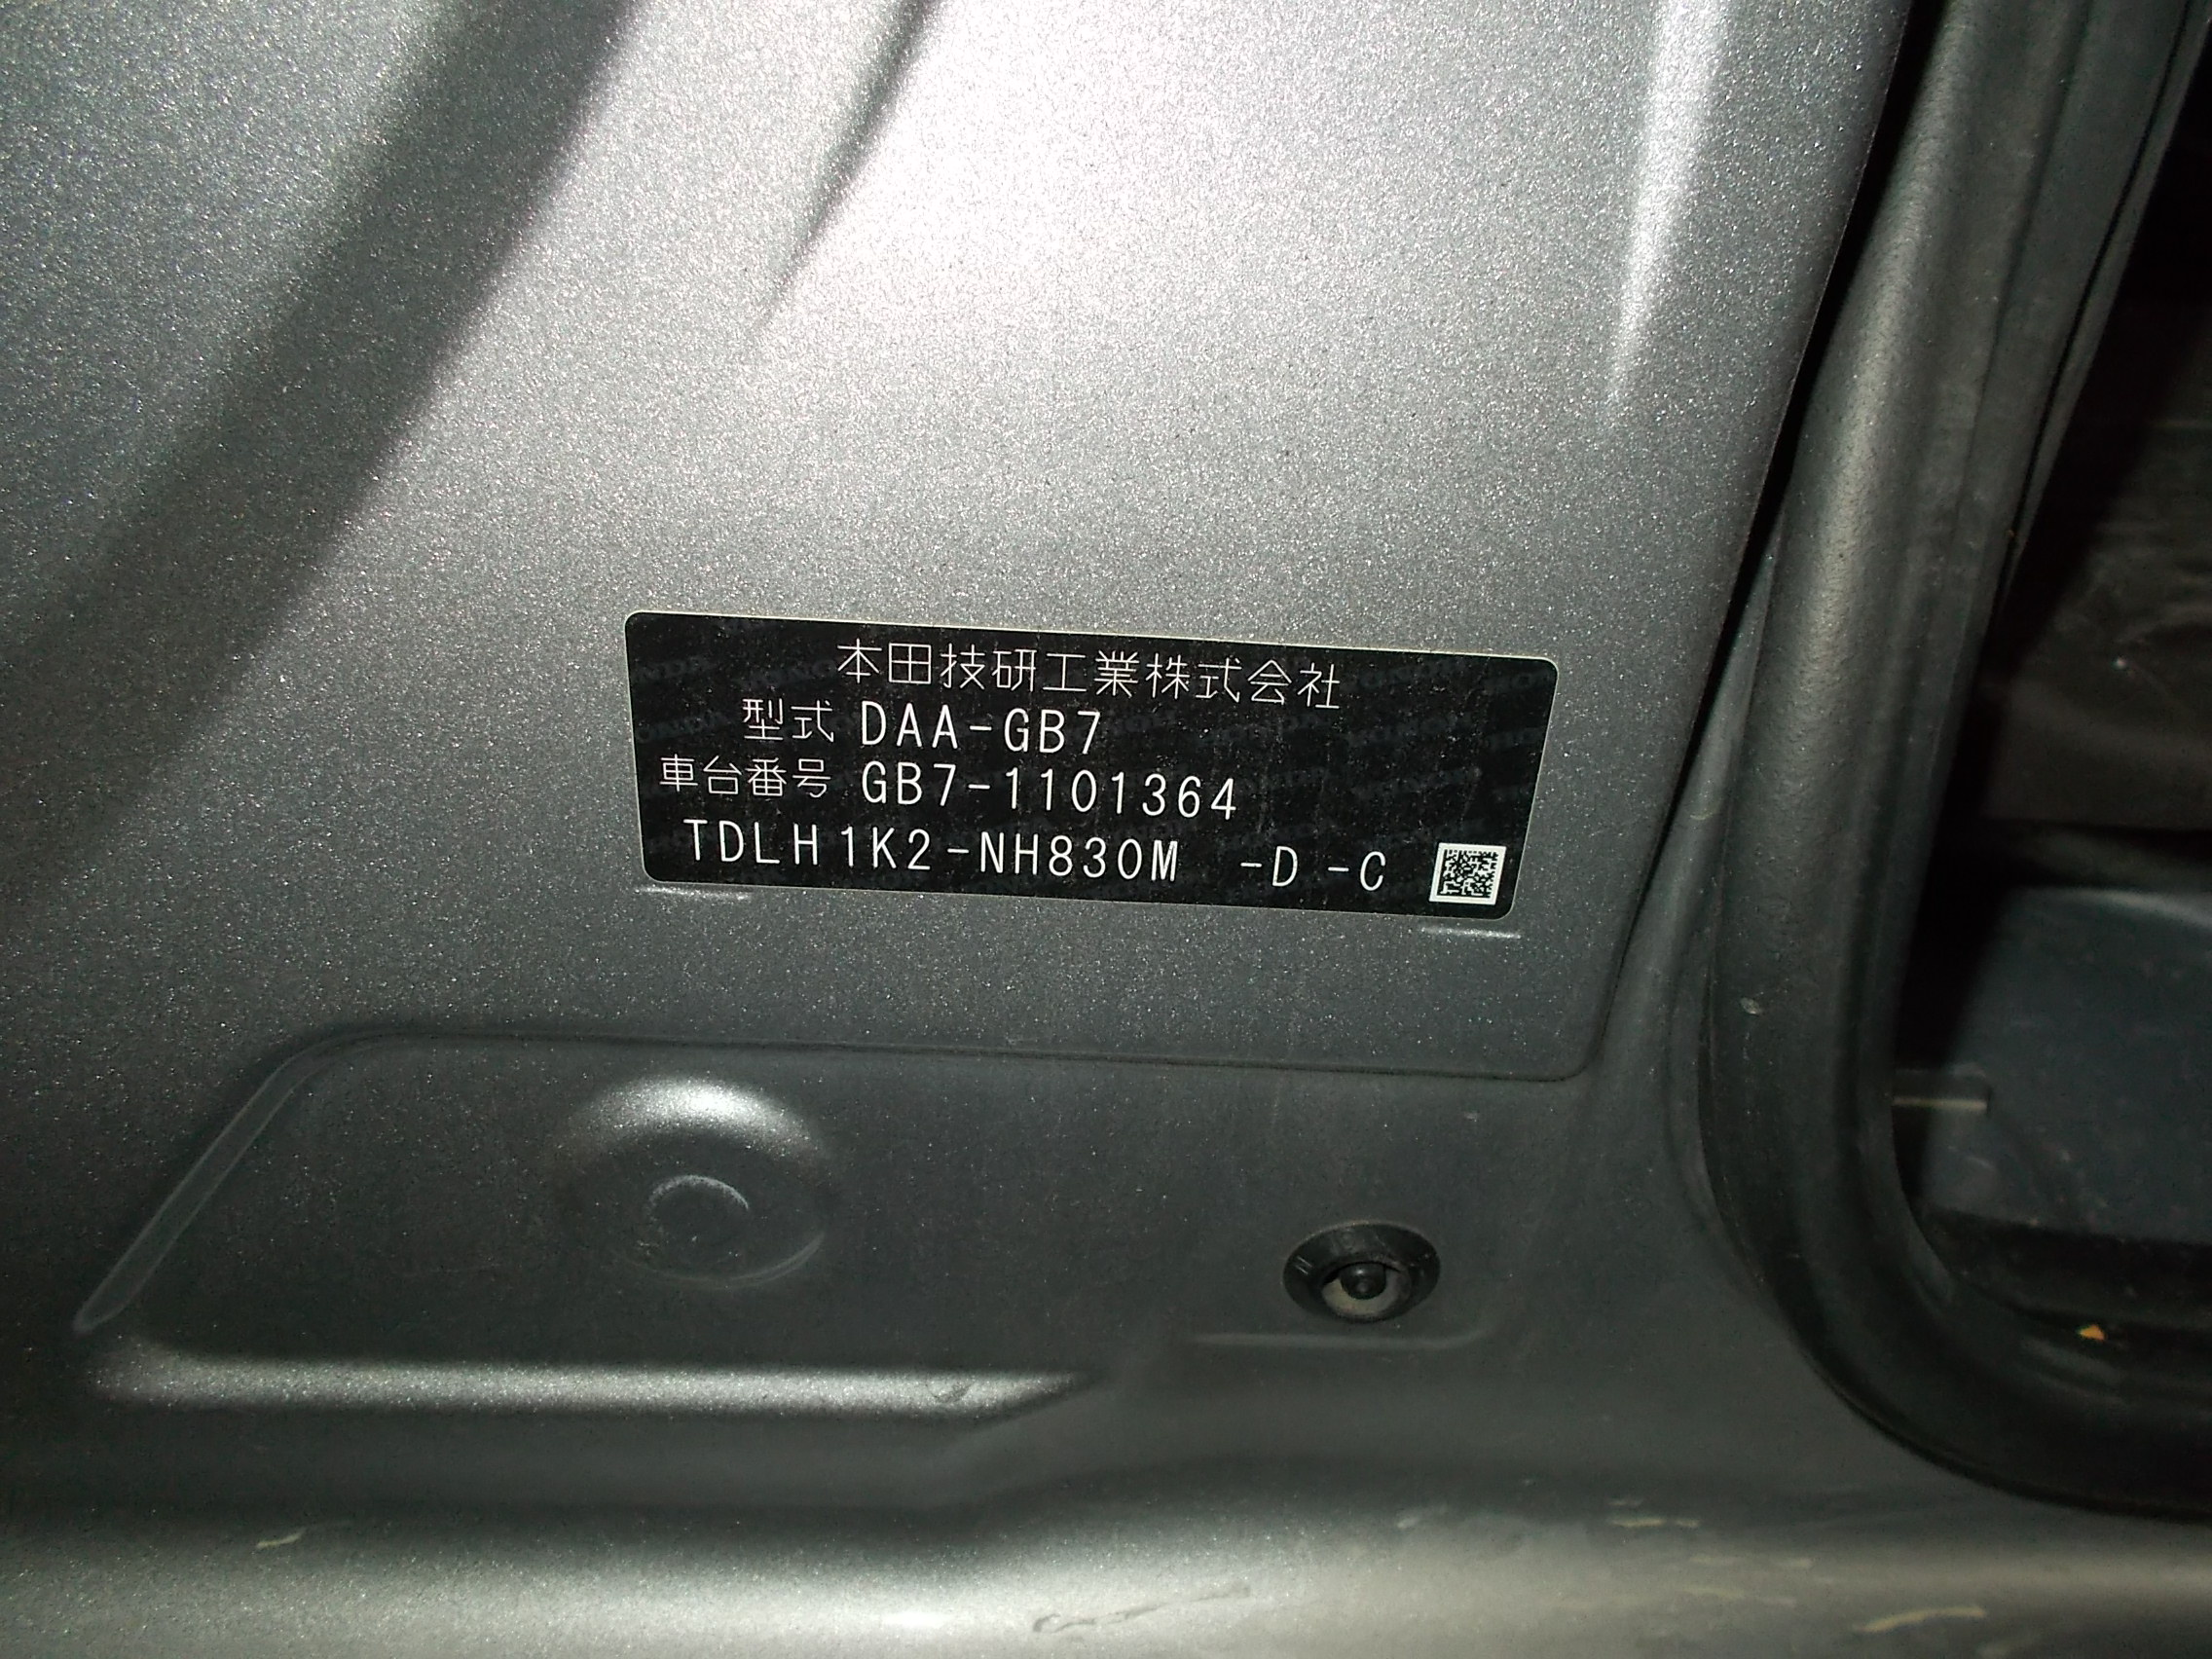 本田技研工業株式会社
型式 DAA-GB7
車台番号 GB7-1101364
TDLH1K2-NH830M -D -C